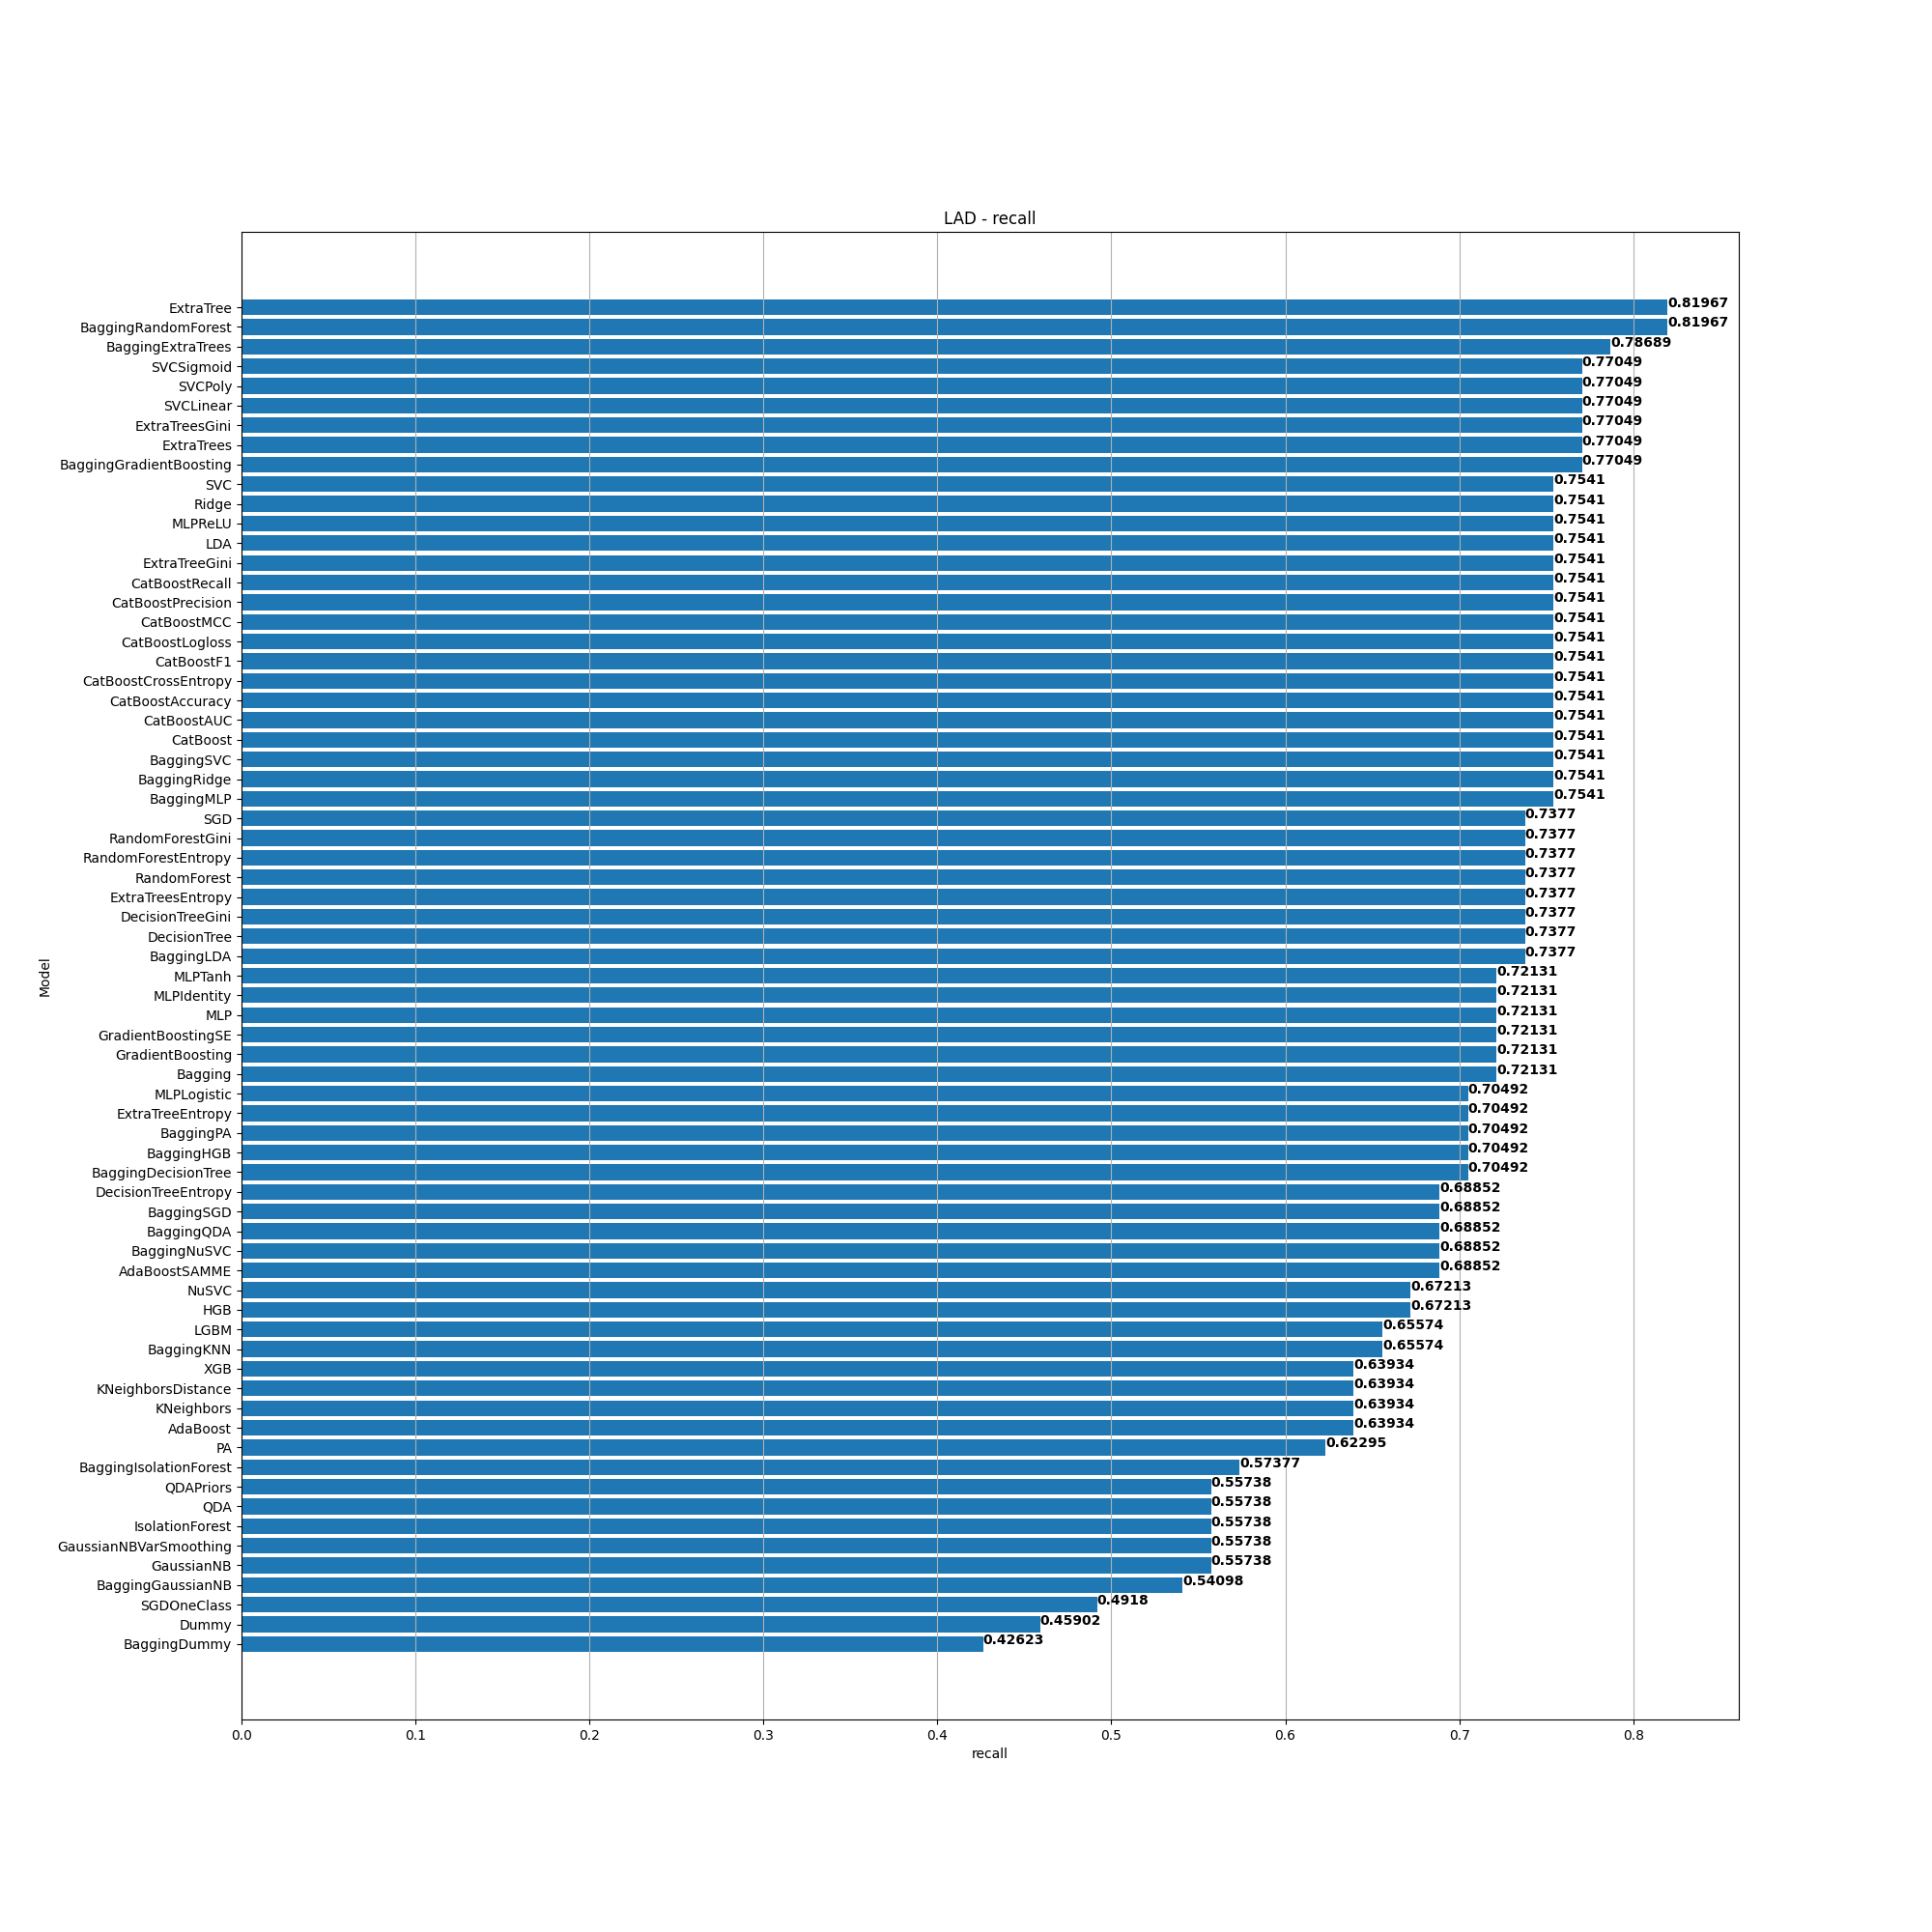 LAD - recall
Model
ExtraTree 0.81967
BaggingRandomForest 0.81967
BaggingExtraTrees 0.78689
SVCSigmoid 0.77049
SVCPoly 0.77049
SVCLinear 0.77049
ExtraTreesGini 0.77049
ExtraTrees 0.77049
BaggingGradientBoosting 0.77049
SVC 0.7541
Ridge 0.7541
MLPReLU 0.7541
LDA 0.7541
ExtraTreeGini 0.7541
CatBoostRecall 0.7541
CatBoostPrecision 0.7541
CatBoostMCC 0.7541
CatBoostLogloss 0.7541
CatBoostF1 0.7541
CatBoostCrossEntropy 0.7541
CatBoostAccuracy 0.7541
CatBoostAUC 0.7541
CatBoost 0.7541
BaggingSVC 0.7541
BaggingRidge 0.7541
BaggingMLP 0.7541
SGD 0.7377
RandomForestGini 0.7377
RandomForestEntropy 0.7377
RandomForest 0.7377
ExtraTreesEntropy 0.7377
DecisionTreeGini 0.7377
DecisionTree 0.7377
BaggingLDA 0.7377
MLPTanh 0.72131
MLPIdentity 0.72131
MLP 0.72131
GradientBoostingSE 0.72131
GradientBoosting 0.72131
Bagging 0.72131
MLPLogistic 0.70492
ExtraTreeEntropy 0.70492
BaggingPA 0.70492
BaggingHGB 0.70492
BaggingDecisionTree 0.70492
DecisionTreeEntropy 0.68852
BaggingSGD 0.68852
BaggingQDA 0.68852
BaggingNuSVC 0.68852
AdaBoostSAMME 0.68852
NuSVC 0.67213
HGB 0.67213
LGBM 0.65574
BaggingKNN 0.65574
XGB 0.63934
KNeighborsDistance 0.63934
KNeighbors 0.63934
AdaBoost 0.63934
PA 0.62295
BaggingIsolationForest 0.57377
QDAPriors 0.55738
QDA 0.55738
IsolationForest 0.55738
GaussianNBVarSmoothing 0.55738
GaussianNB 0.55738
BaggingGaussianNB 0.54098
SGDOneClass 0.4918
Dummy 0.45902
BaggingDummy 0.42623
0.0 0.1 0.2 0.3 0.4 0.5 0.6 0.7 0.8
recall